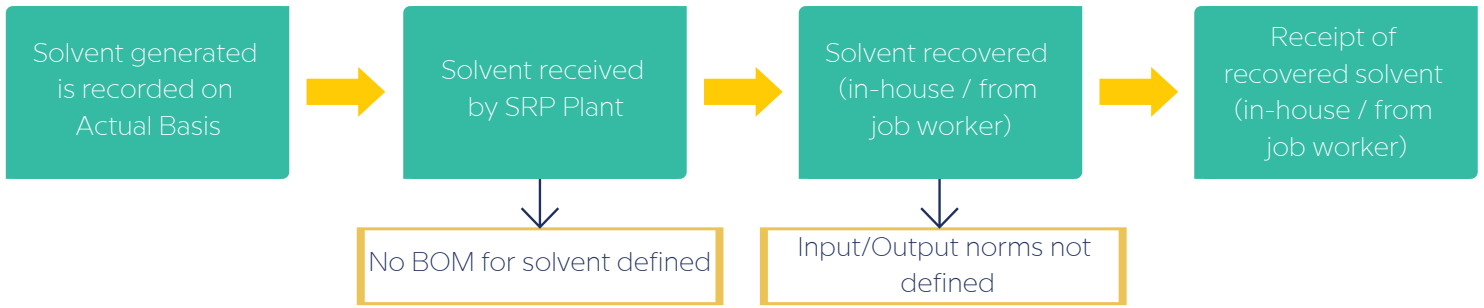 Solvent generated
is recorded on
Actual Basis
Solvent received
by SRP Plant
Solvent recovered
(in-house / from
job worker)
Receipt of
recovered solvent
(in-house / from
job worker)
No BOM for solvent defined
Input/Output norms not
defined